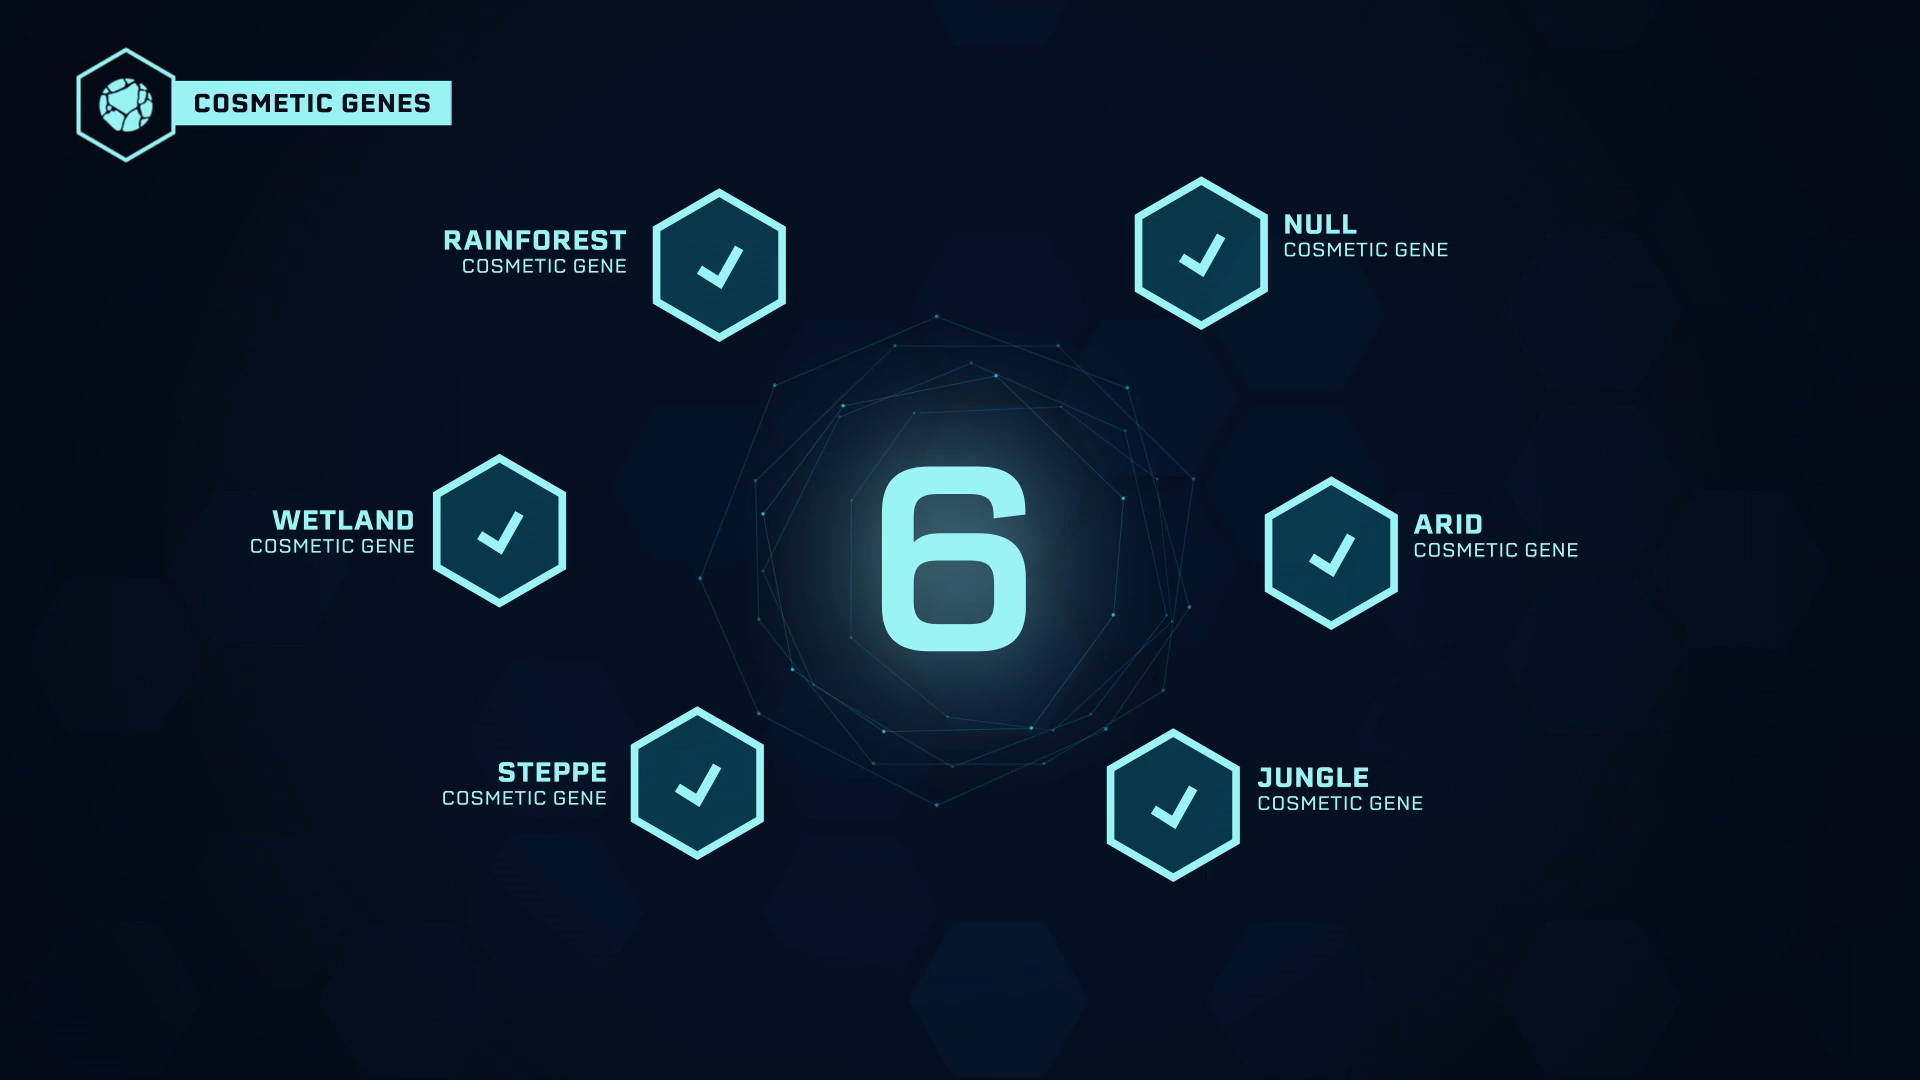 COSMETIC GENES
RAINFOREST
COSMETIC GENE
NULL
COSMETIC GENE
WETLAND
COSMETIC GENE
6
ARID
COSMETIC GENE
STEPPE
COSMETIC GENE
JUNGLE
COSMETIC GENE